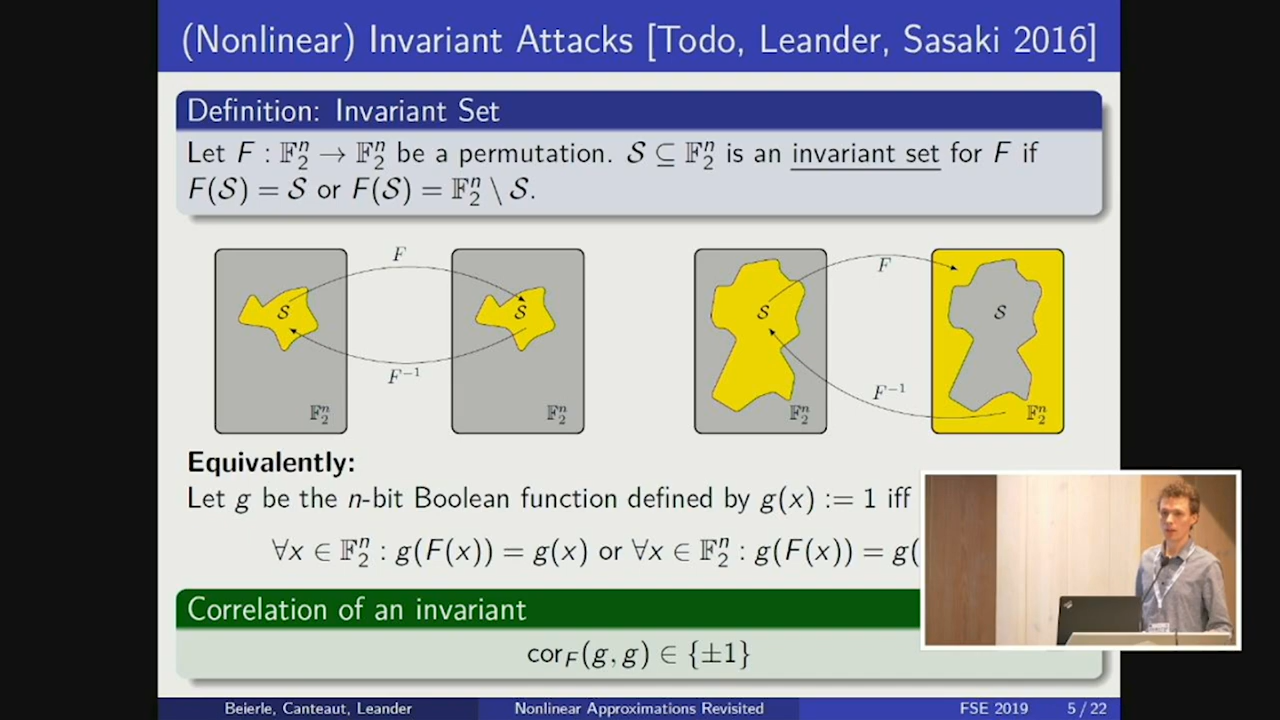 (Nonlinear) Invariant Attacks [Todo, Leander, Sasaki 2016]
Definition: Invariant Set
Let F : 𝔽₂ⁿ → 𝔽₂ⁿ be a permutation. 𝒮 ⊆ 𝔽₂ⁿ is an invariant set for F if
F(𝒮) = 𝒮 or F(𝒮) = 𝔽₂ⁿ \ 𝒮.
F
F
𝒮
𝒮
𝒮
𝒮
F⁻¹
F⁻¹
𝔽₂ⁿ
𝔽₂ⁿ
𝔽₂ⁿ
𝔽₂ⁿ
Equivalently:
Let g be the n-bit Boolean function defined by g(x) := 1 iff
∀x ∈ 𝔽₂ⁿ : g(F(x)) = g(x) or ∀x ∈ 𝔽₂ⁿ : g(F(x)) = g(
Correlation of an invariant
cor_F(g, g) ∈ {±1}
Beierle, Canteaut, Leander
Nonlinear Approximations Revisited
FSE 2019
5 / 22